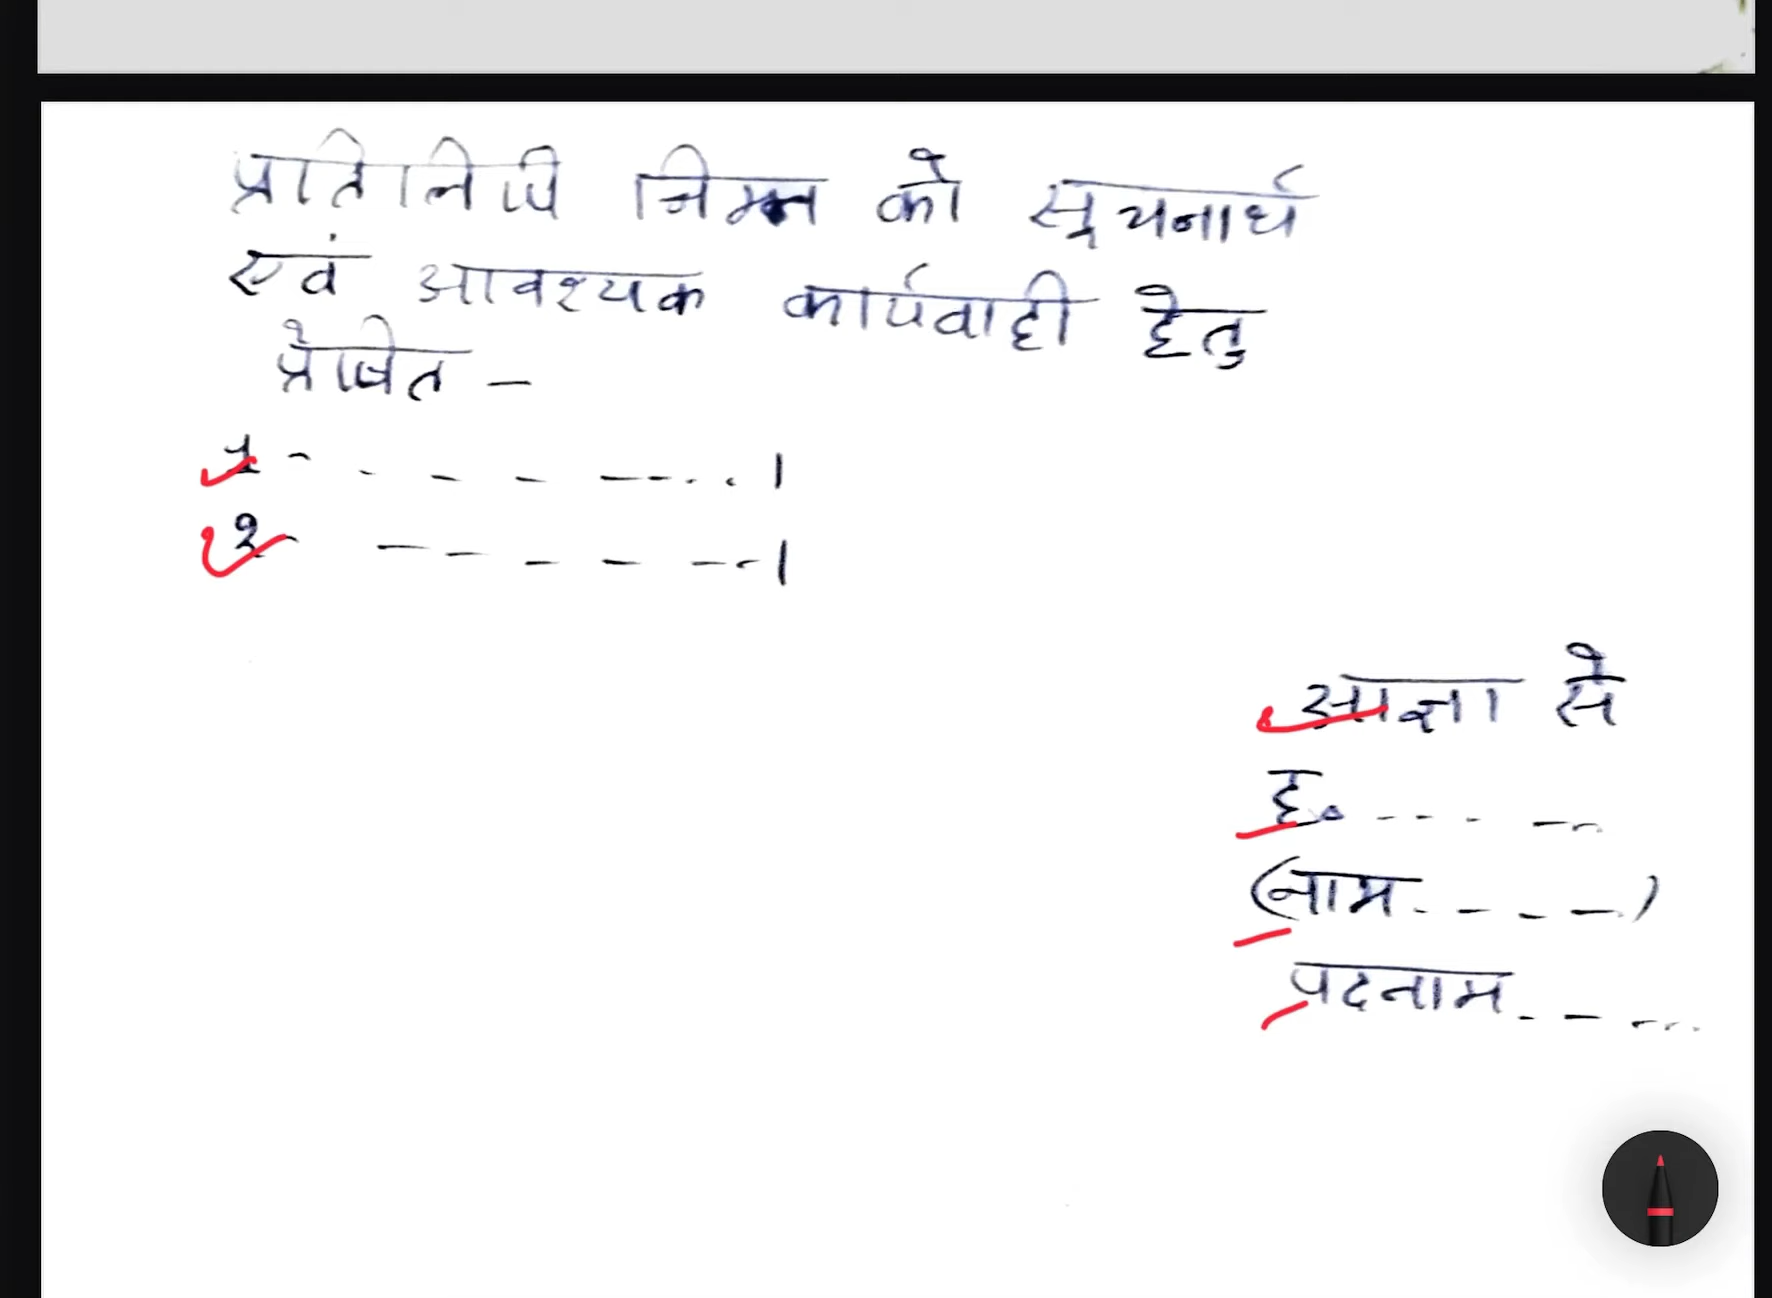 प्रतिलिपि निम्न को सूचनार्थ
एवं आवश्यक कार्यवाही हेतु
प्रेषित -
1- - - - - - - - . . ।
2- - - - - - - - ।
आज्ञा से
ह॰ - - - - - -
(नाम - - - - -)
पदनाम - - - - -